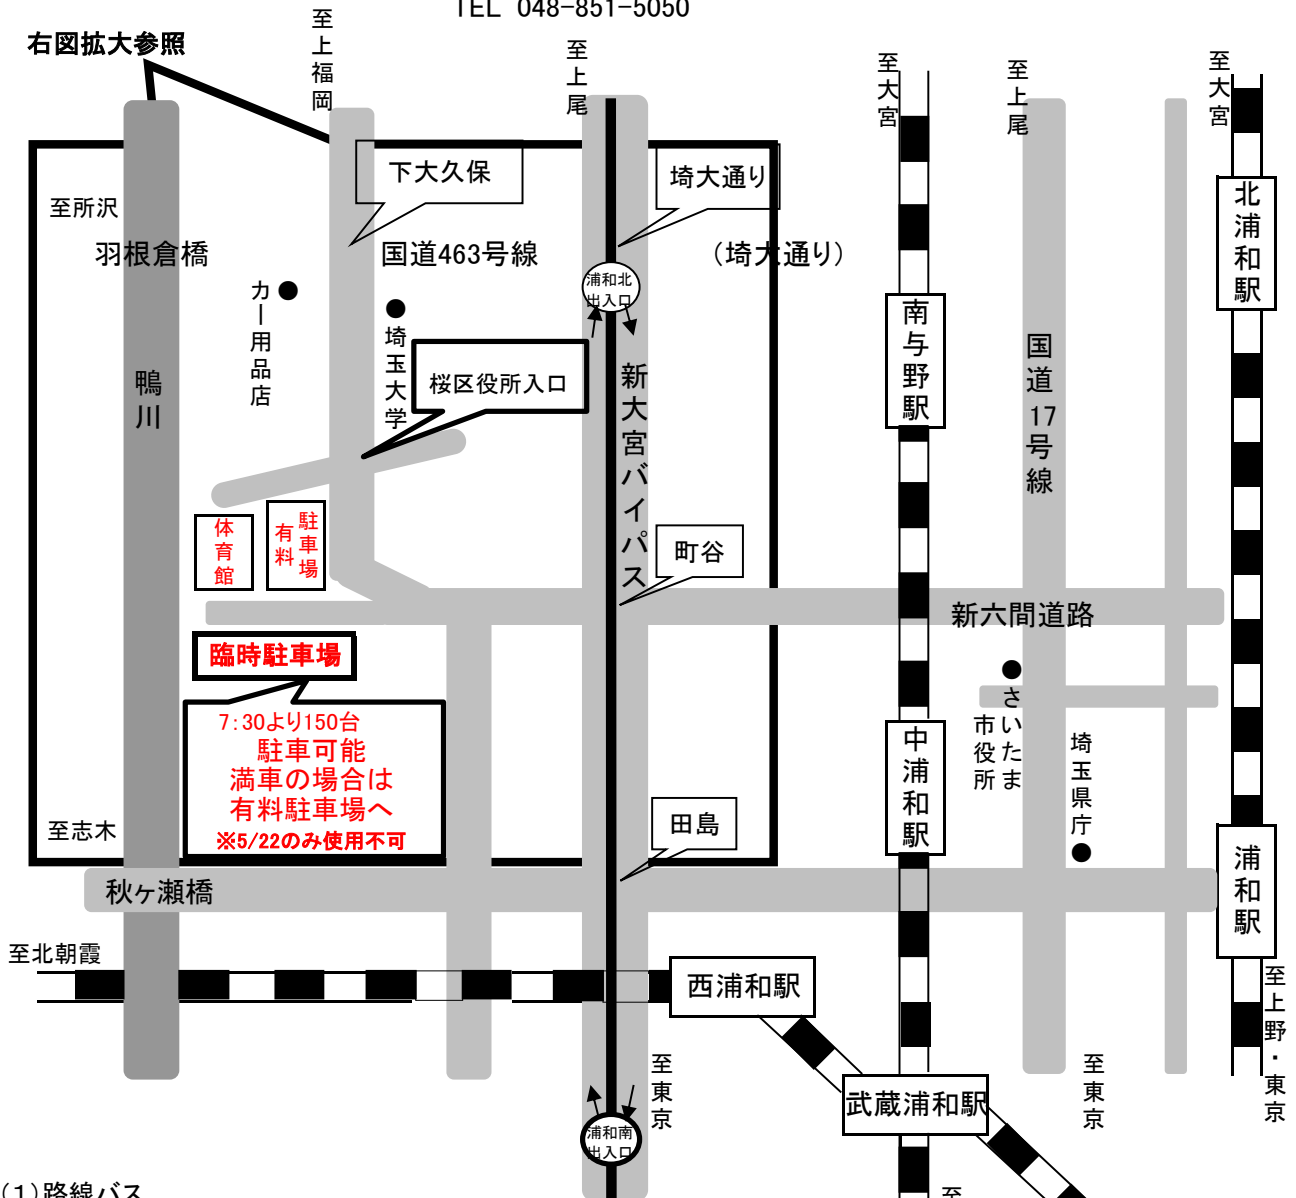 TEL 048-851-5050
右図拡大参照
至上福岡
至上尾
至大宮
至上尾
至大宮
下大久保
埼大通り
至所沢
羽根倉橋
国道463号線
(埼大通り)
北浦和駅
浦和北
出入口
カー用品店
埼玉大学
南与野駅
国道17号線
鴨川
桜区役所入口
新大宮バイパス
体育館
有料
駐車場
町谷
新六間道路
臨時駐車場
7:30より150台
駐車可能
満車の場合は
有料駐車場へ
※5/22のみ使用不可
さいたま
市役所
中浦和駅
埼玉県庁
至志木
田島
浦和駅
秋ヶ瀬橋
至北朝霞
西浦和駅
至上野・東京
至東京
至東京
武蔵浦和駅
浦和南
出入口
(1)路線バス
至